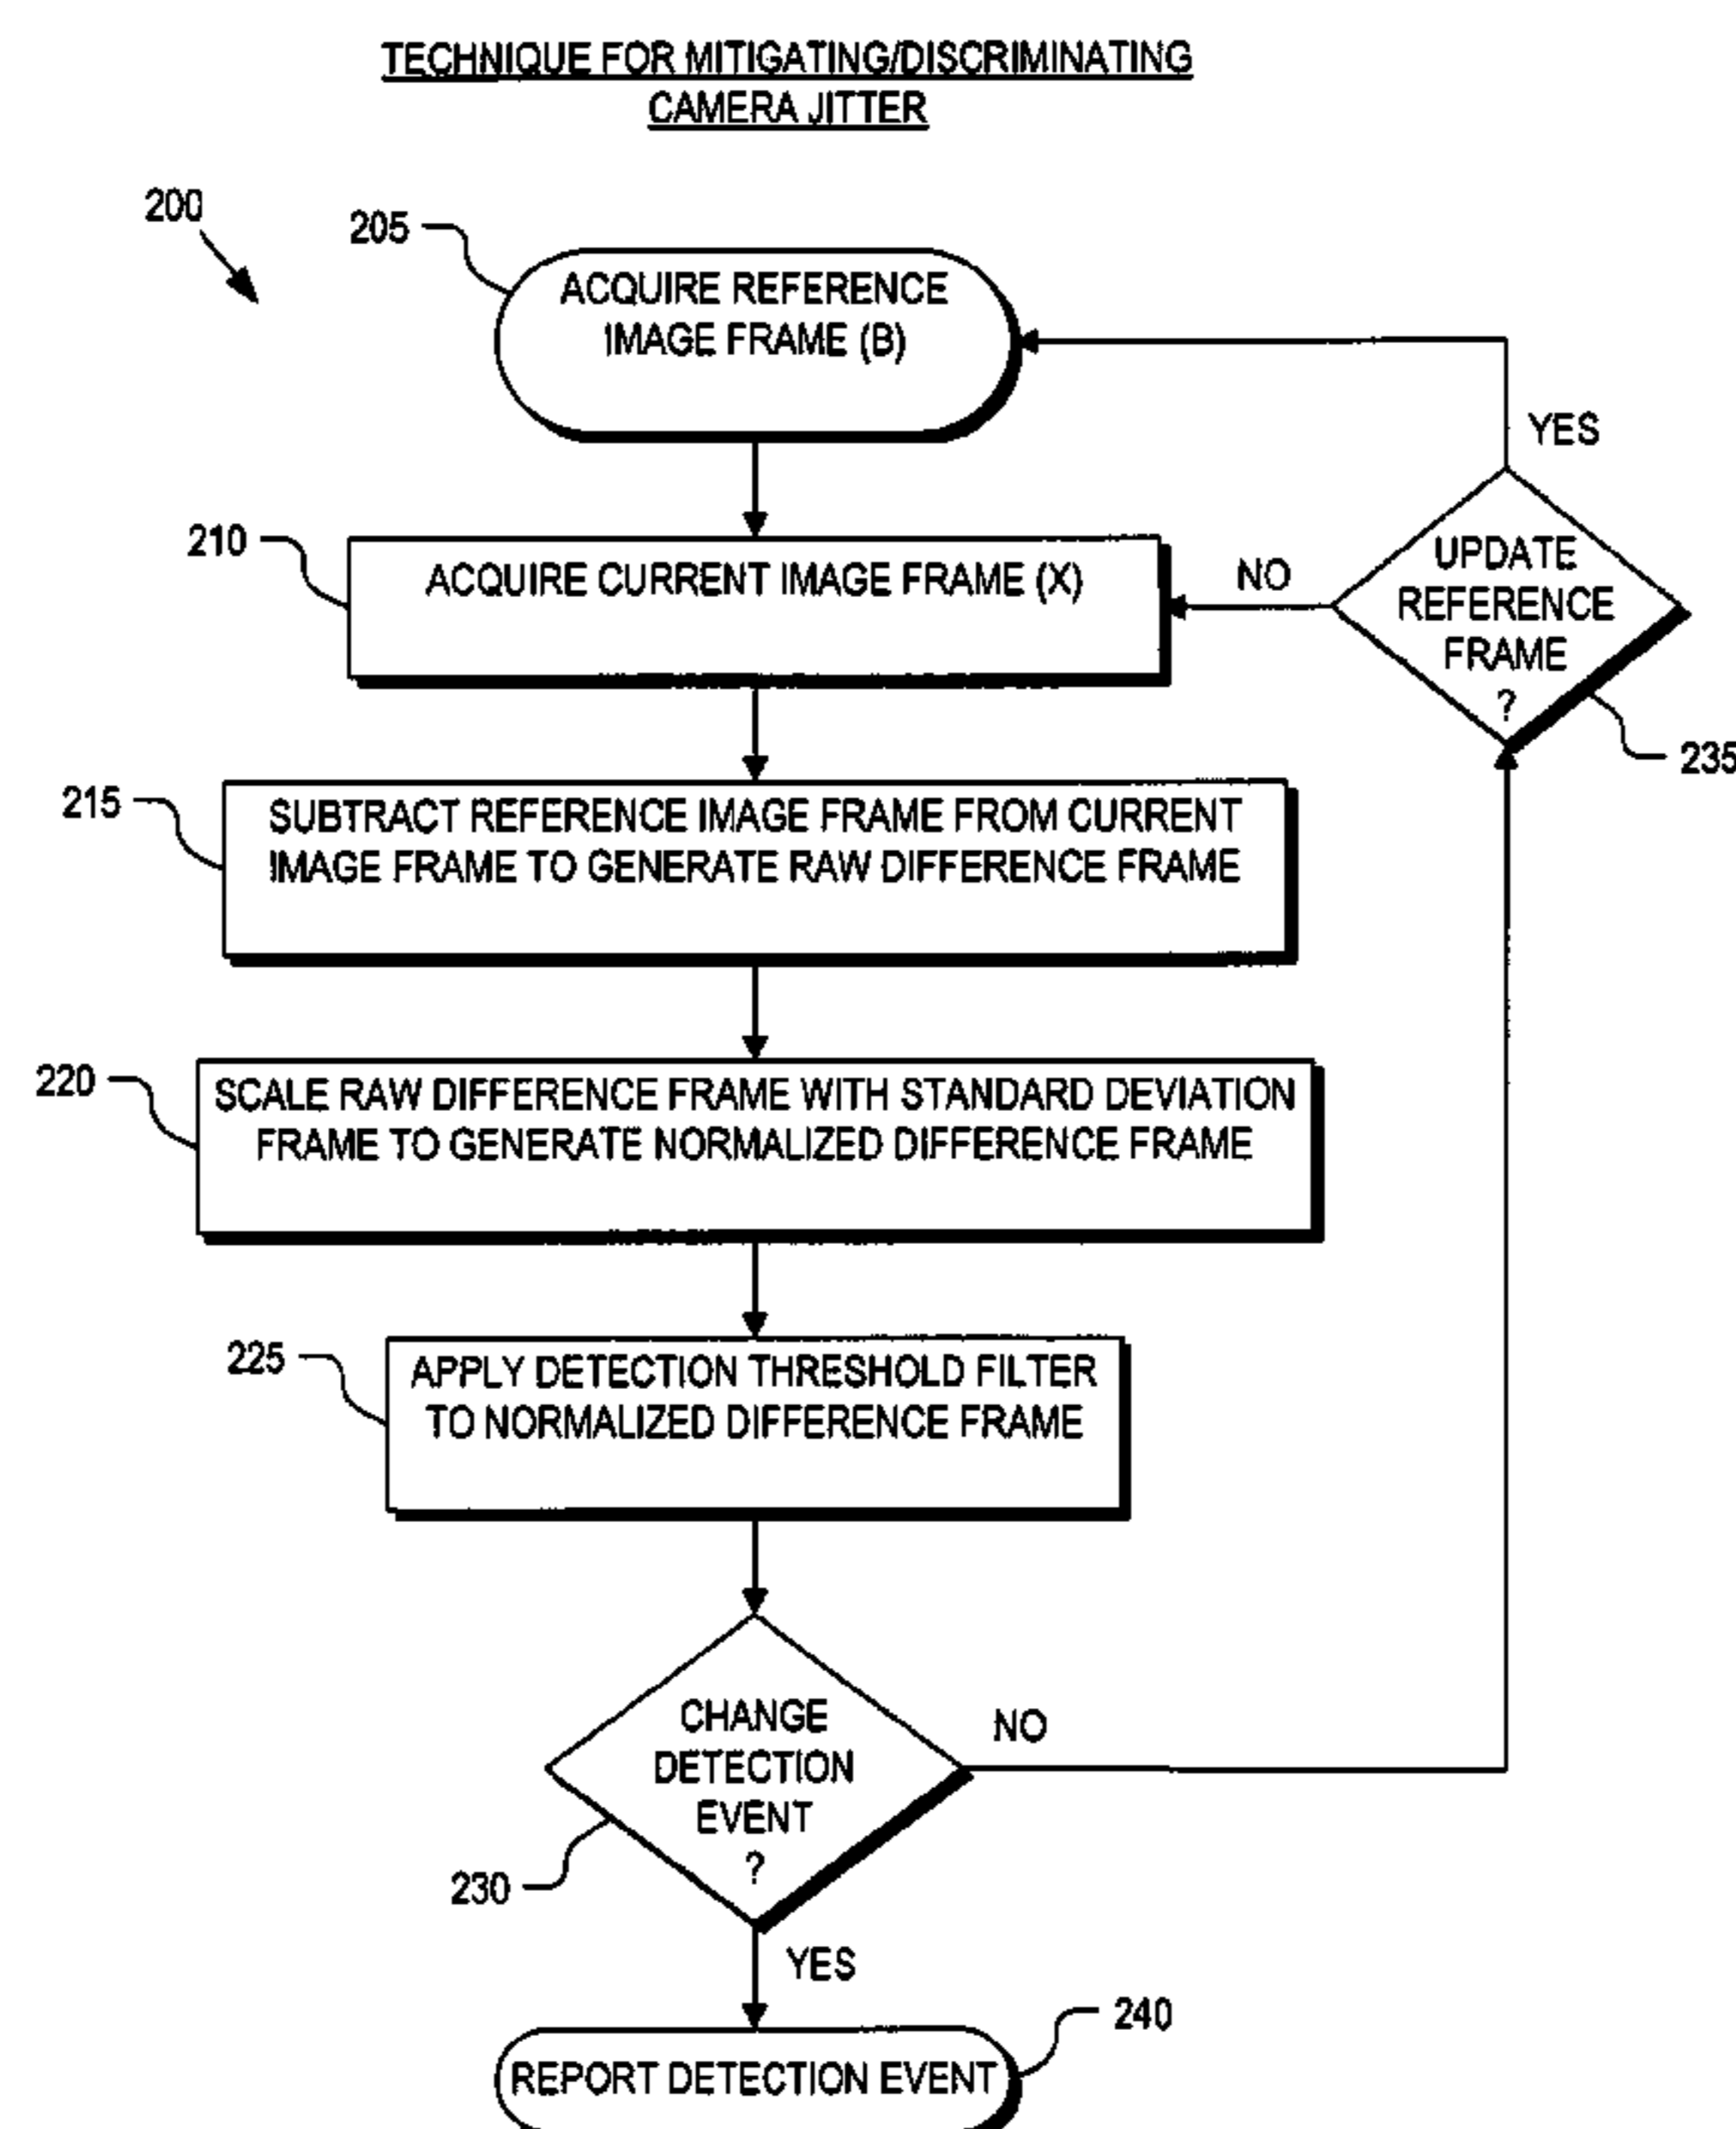 TECHNIQUE FOR MITIGATING/DISCRIMINATING
CAMERA JITTER
200
205
ACQUIRE REFERENCE
IMAGE FRAME (B)
YES
210
ACQUIRE CURRENT IMAGE FRAME (X)
NO
UPDATE
REFERENCE
FRAME
?
235
215
SUBTRACT REFERENCE IMAGE FRAME FROM CURRENT
IMAGE FRAME TO GENERATE RAW DIFFERENCE FRAME
220
SCALE RAW DIFFERENCE FRAME WITH STANDARD DEVIATION
FRAME TO GENERATE NORMALIZED DIFFERENCE FRAME
225
APPLY DETECTION THRESHOLD FILTER
TO NORMALIZED DIFFERENCE FRAME
CHANGE
DETECTION
EVENT
?
NO
230
YES
240
REPORT DETECTION EVENT